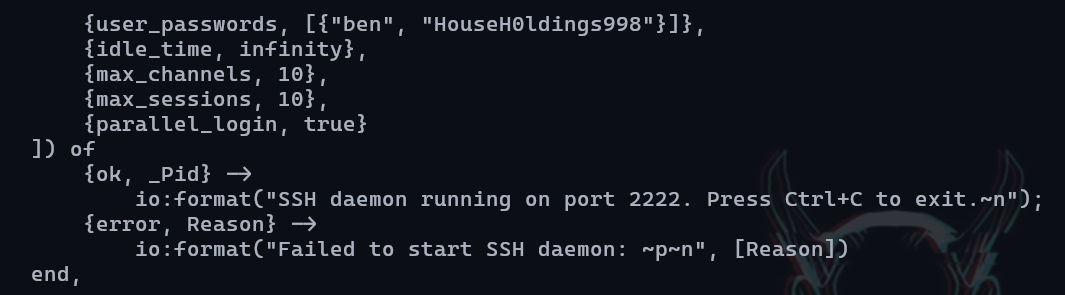 {user_passwords, [{"ben", "HouseH0ldings998"}]},
{idle_time, infinity},
{max_channels, 10},
{max_sessions, 10},
{parallel_login, true}
]) of
{ok, _Pid} ->
io:format("SSH daemon running on port 2222. Press Ctrl+C to exit.~n");
{error, Reason} ->
io:format("Failed to start SSH daemon: ~p~n", [Reason])
end,